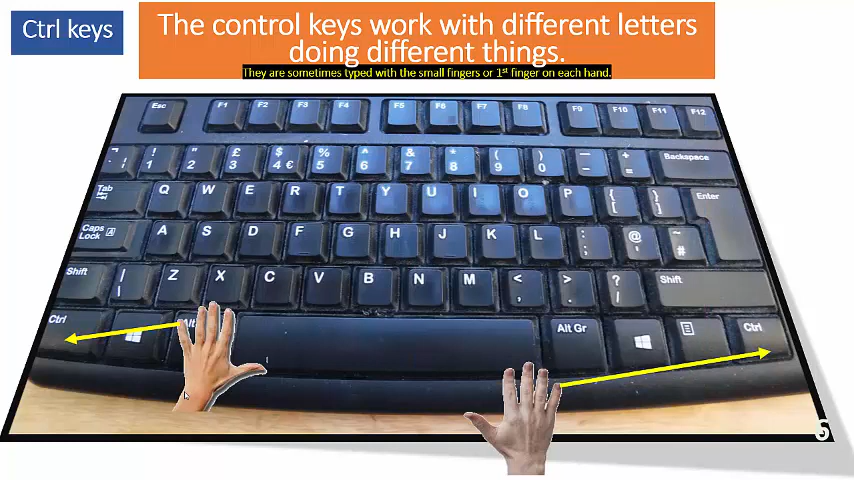 Ctrl keys
The control keys work with different letters
doing different things.
They are sometimes typed with the small fingers or 1st finger on each hand.
Esc F1 F2 F3 F4 F5 F6 F7 F8 F9 F10 F11 F12
! " £ $ % ^ & * ( ) _ + Backspace
1 2 3 4 € 5 6 7 8 9 0 - =
Tab Q W E R T Y U I O P { } Enter
[ ]
Caps Lock A A S D F G H J K L : @ ~
; ' #
Shift | Z X C V B N M < > ? Shift
\ , . /
Ctrl Alt Alt Gr Ctrl
6